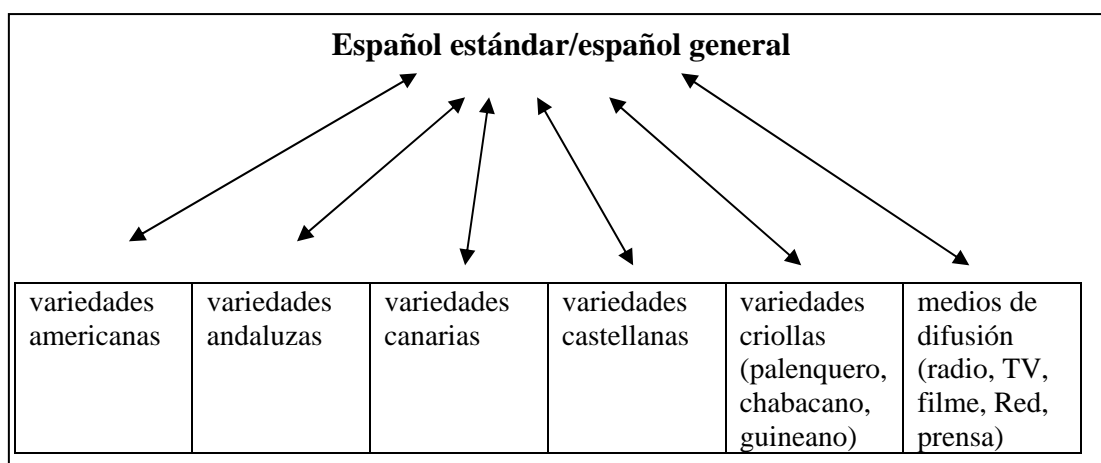 Español estándar/español general
variedades
americanas
variedades
andaluzas
variedades
canarias
variedades
castellanas
variedades
criollas
(palenquero,
chabacano,
guineano)
medios de
difusión
(radio, TV,
filme, Red,
prensa)